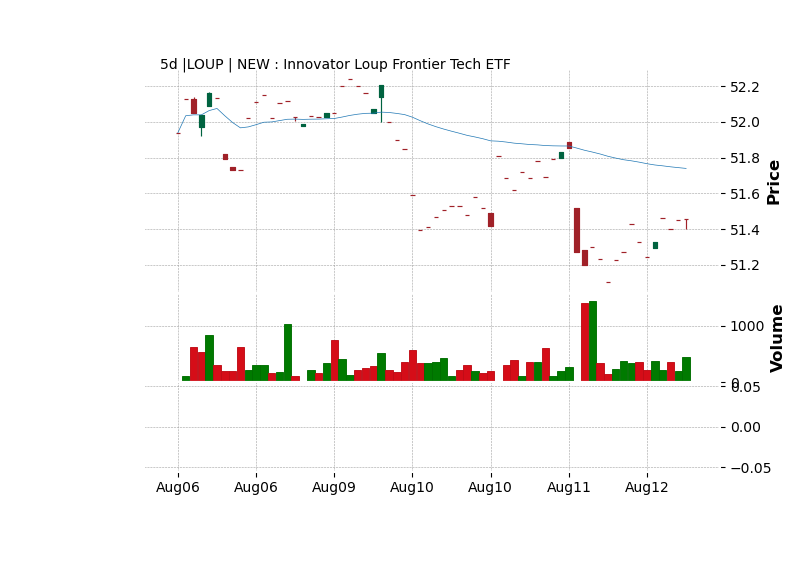 5d |LOUP | NEW : Innovator Loup Frontier Tech ETF
52.2
52.0
51.8
51.6
51.4
51.2
Price
1000
0
Volume
0.05
0.00
−0.05
Aug06 Aug06 Aug09 Aug10 Aug10 Aug11 Aug12